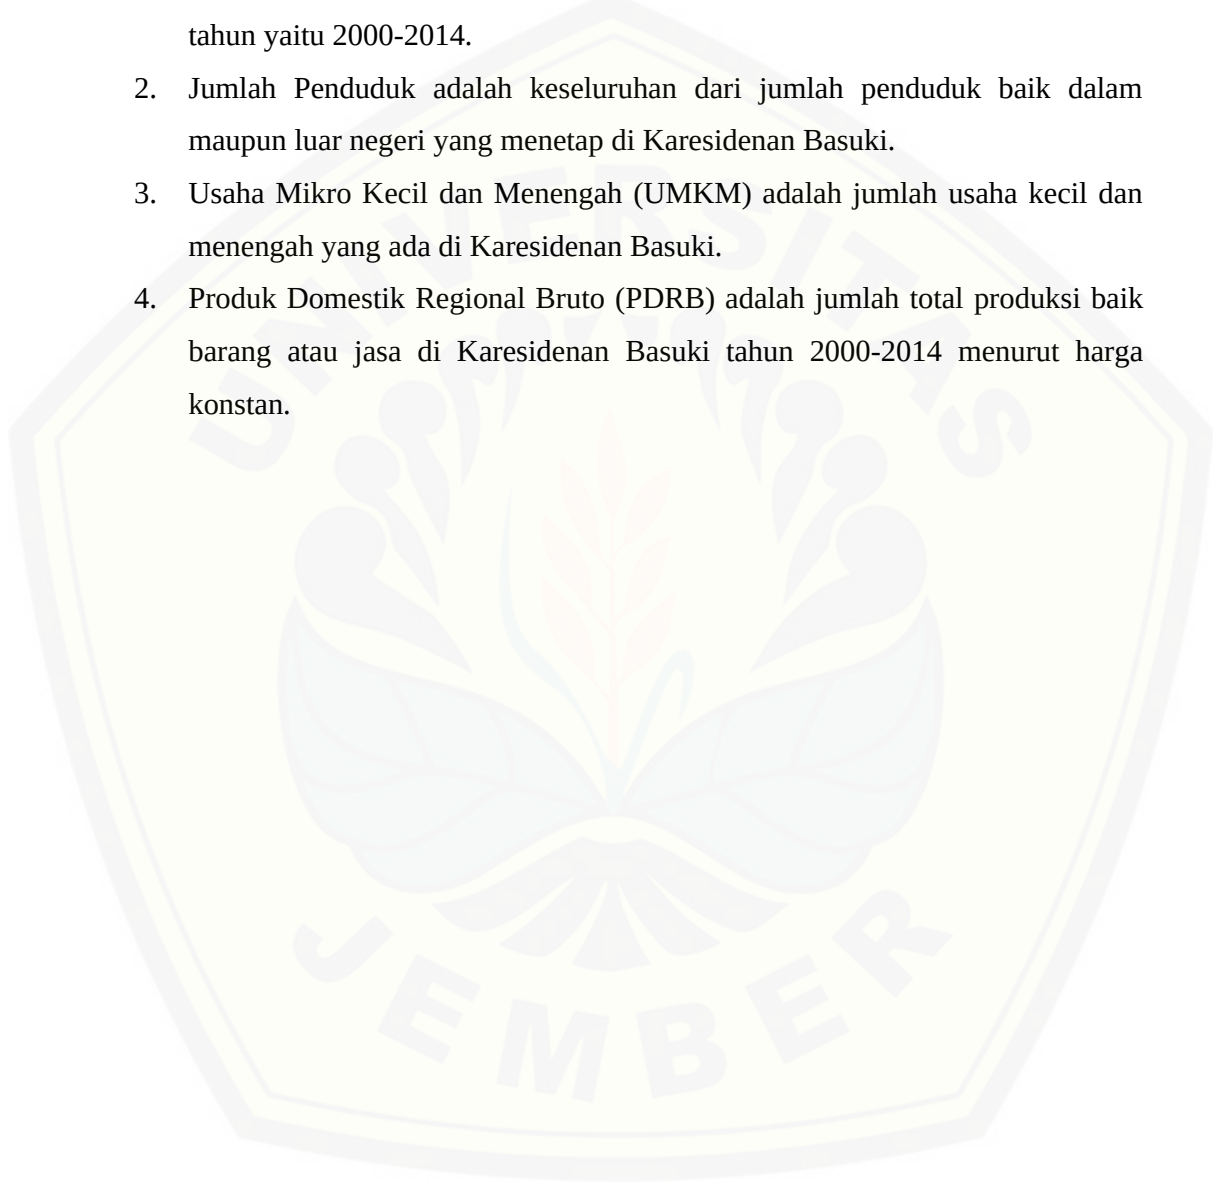 tahun yaitu 2000-2014.
2. Jumlah Penduduk adalah keseluruhan dari jumlah penduduk baik dalam
maupun luar negeri yang menetap di Karesidenan Basuki.
3. Usaha Mikro Kecil dan Menengah (UMKM) adalah jumlah usaha kecil dan
menengah yang ada di Karesidenan Basuki.
4. Produk Domestik Regional Bruto (PDRB) adalah jumlah total produksi baik
barang atau jasa di Karesidenan Basuki tahun 2000-2014 menurut harga
konstan.
UNIVERSITAS
JEMBER